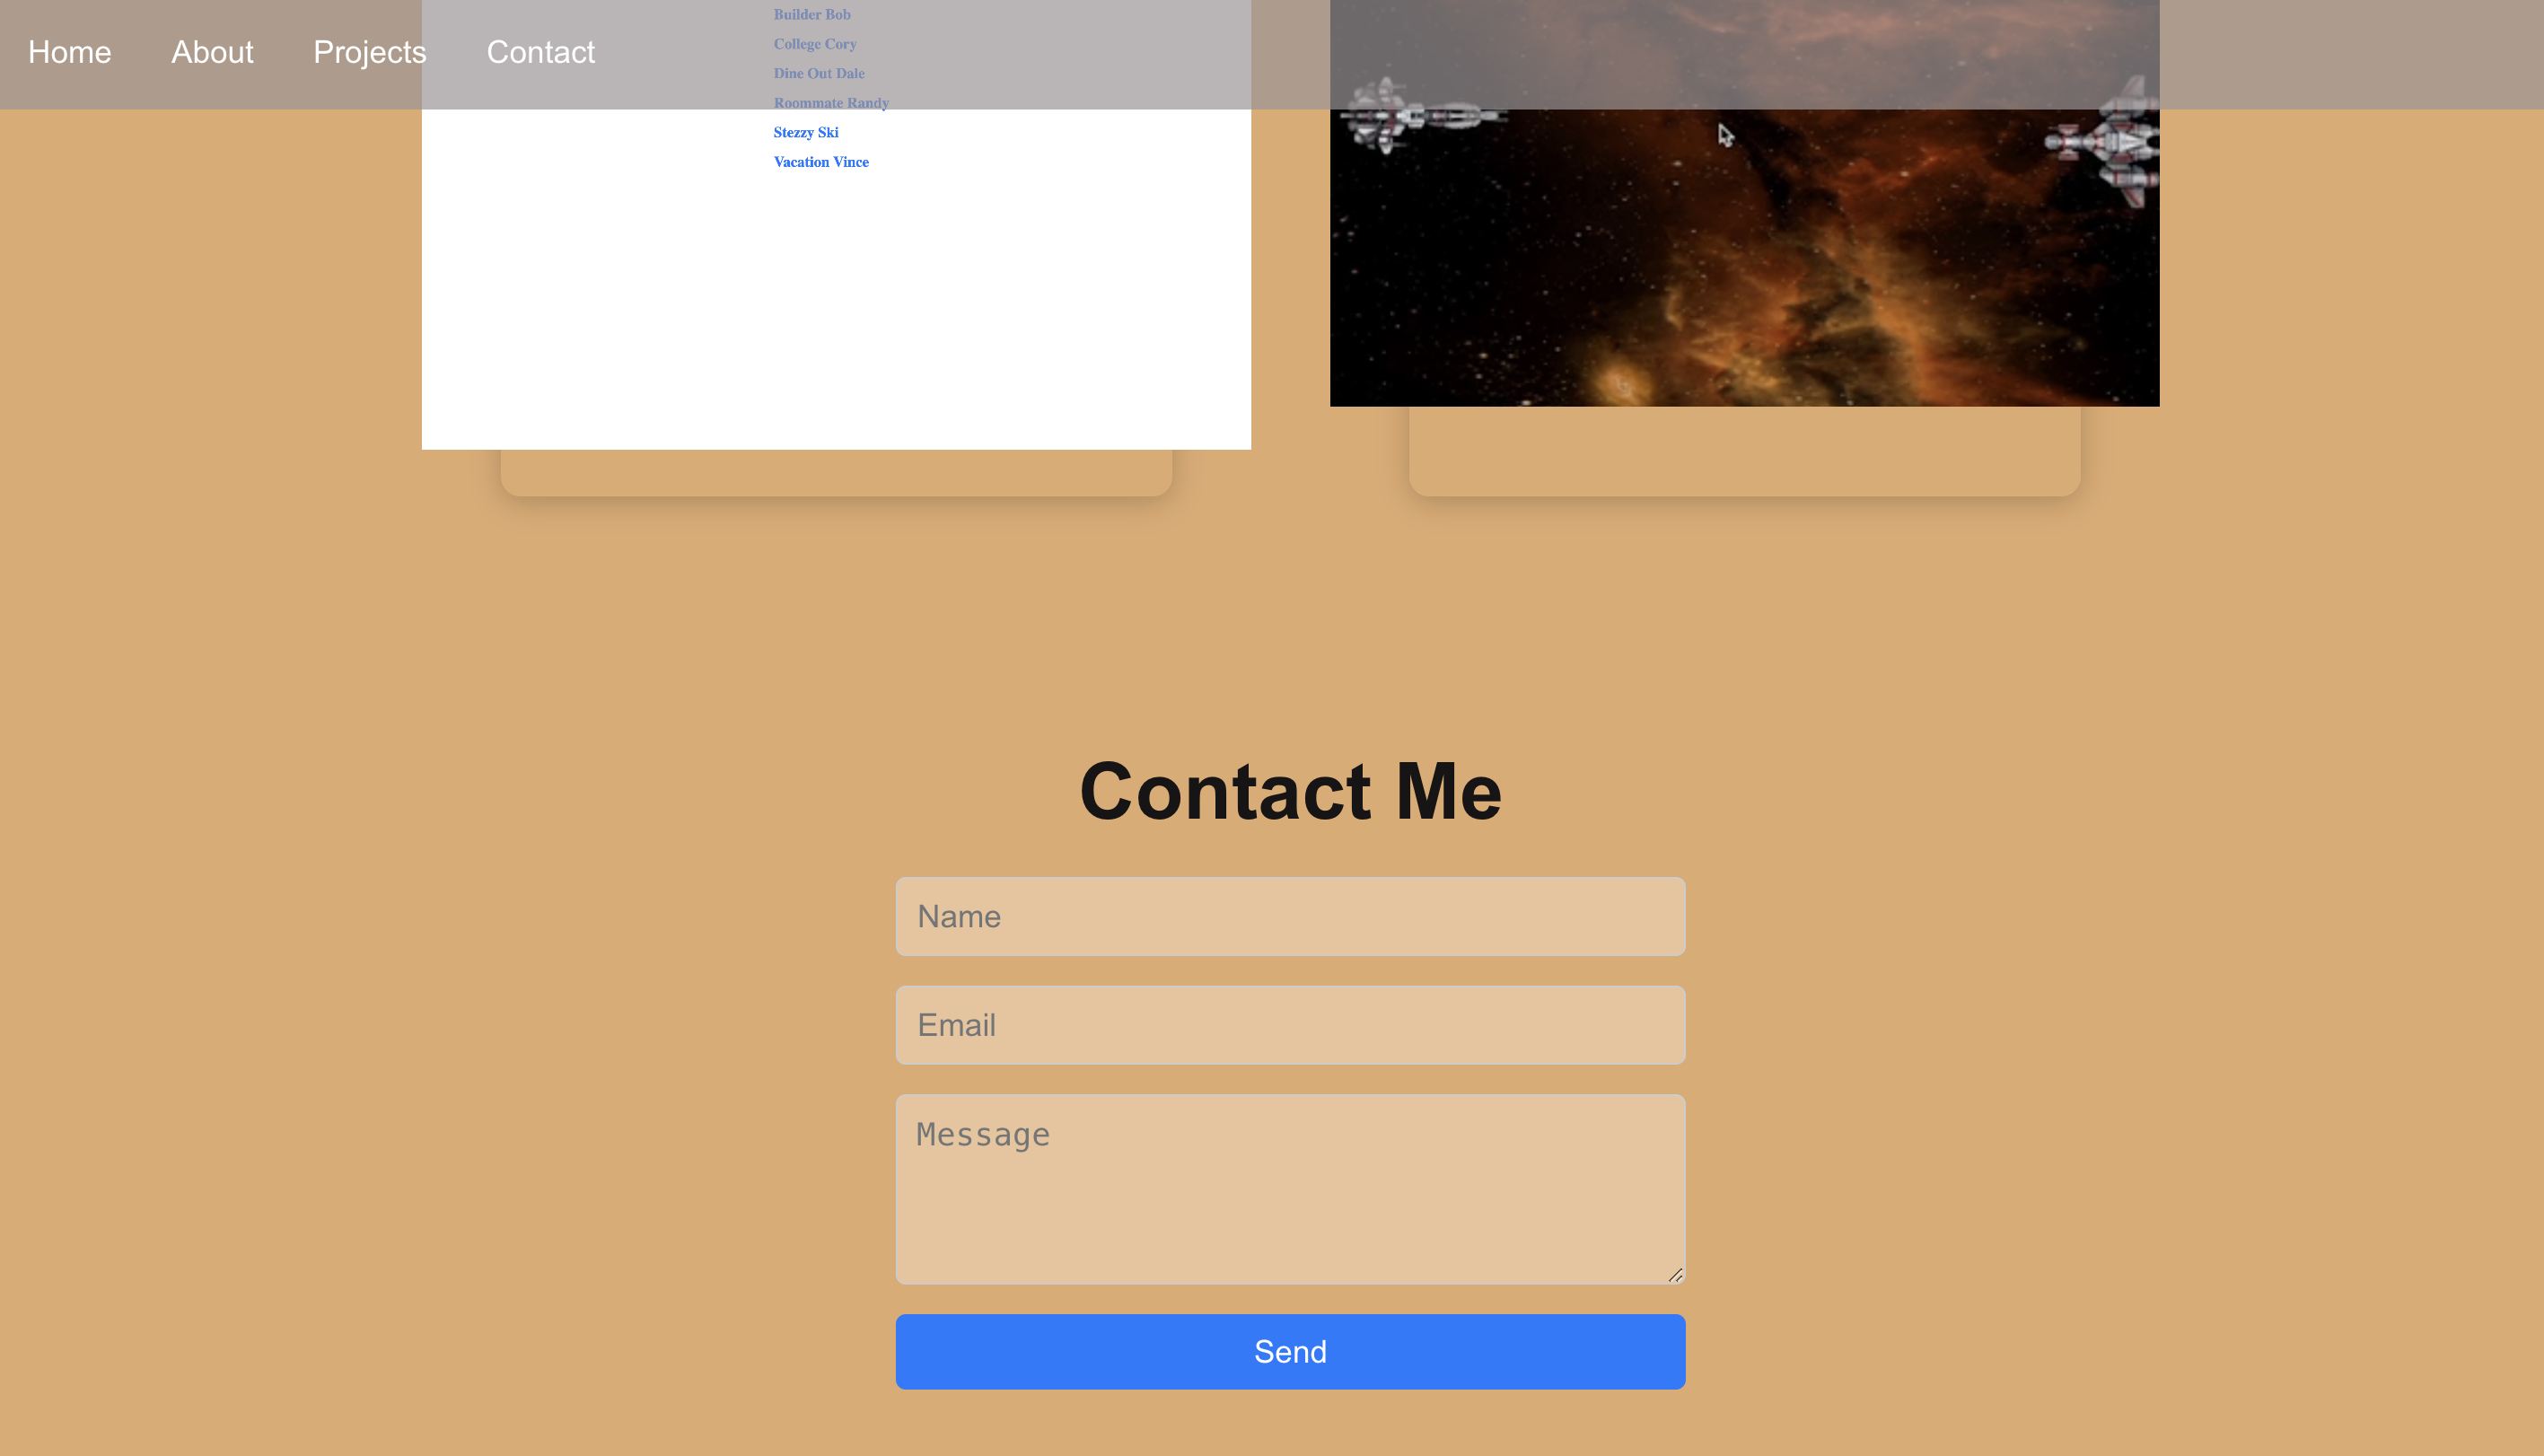 Home About Projects Contact
Builder Bob
College Cory
Dine Out Dale
Roommate Randy
Stezzy Ski
Vacation Vince
Contact Me
Name
Email
Message
Send